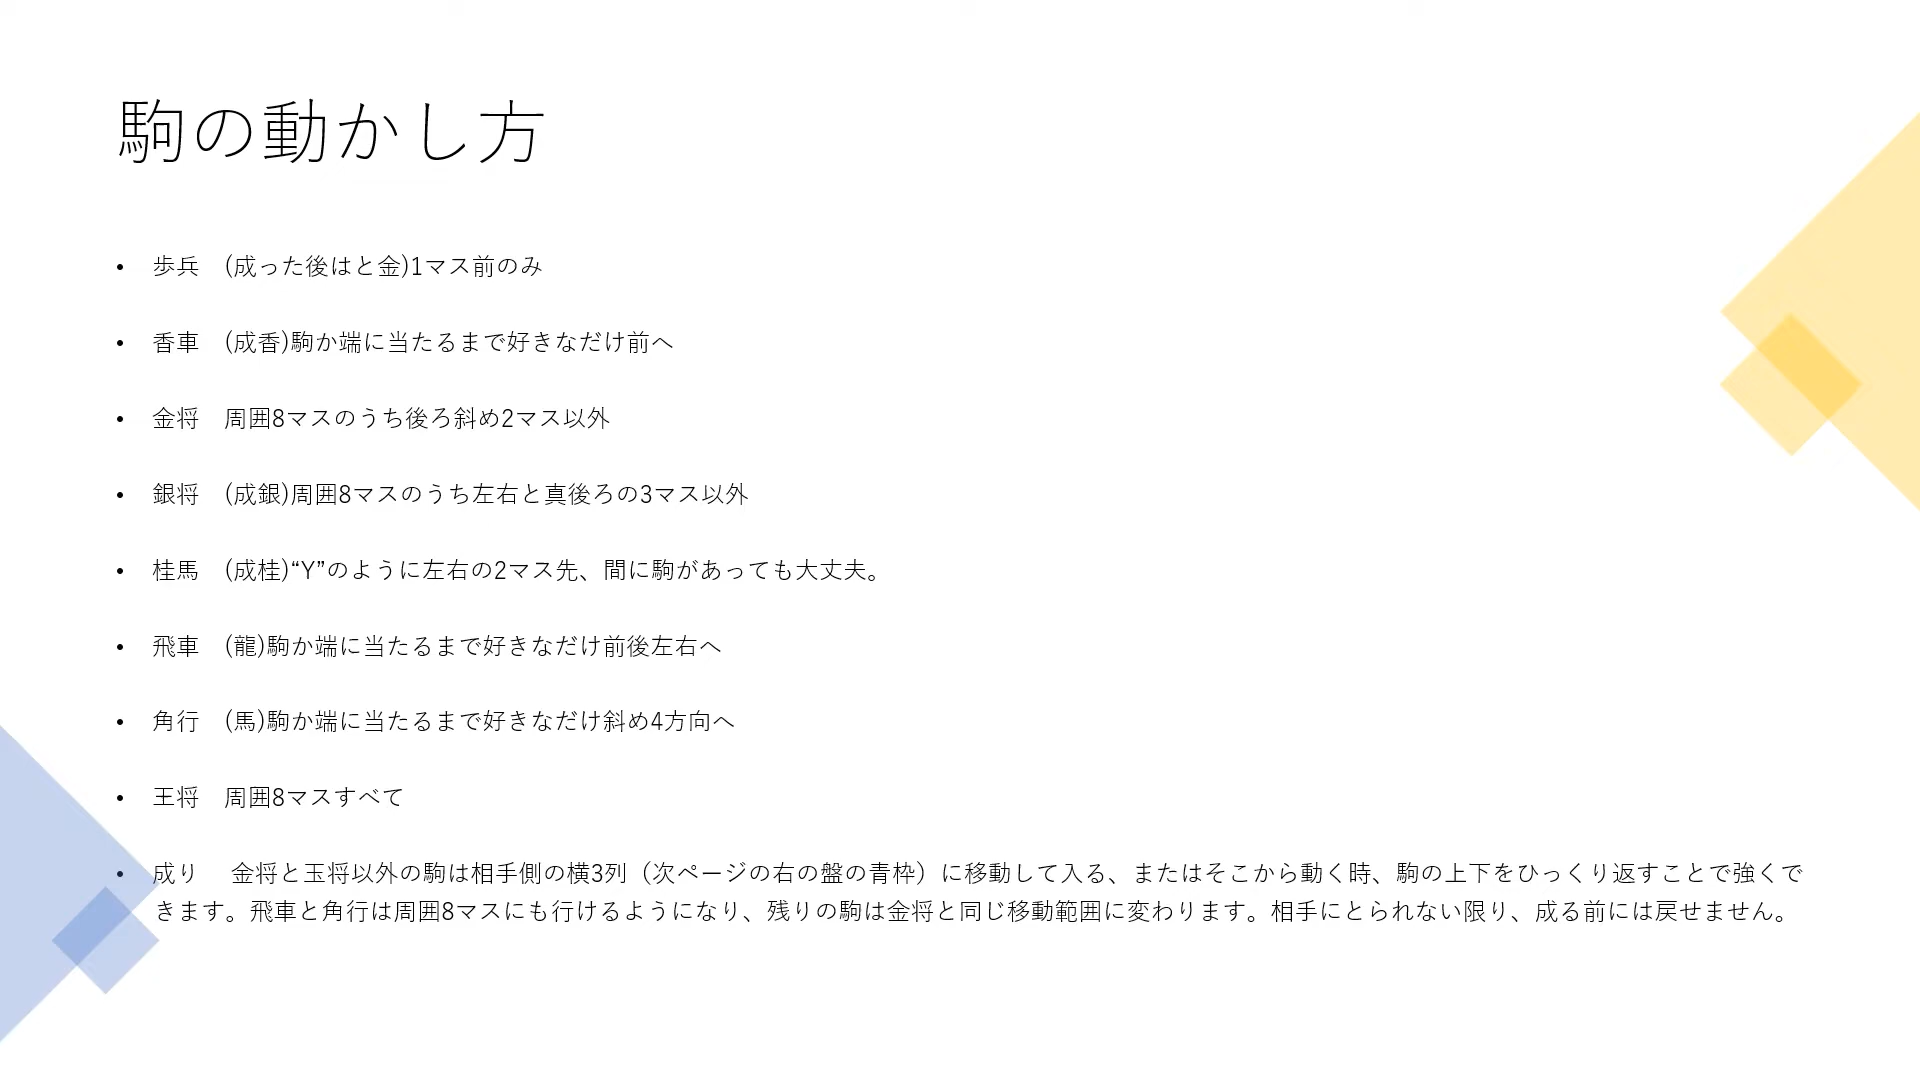 駒の動かし方
• 歩兵　(成った後はと金)1マス前のみ
• 香車　(成香)駒か端に当たるまで好きなだけ前へ
• 金将　周囲8マスのうち後ろ斜め2マス以外
• 銀将　(成銀)周囲8マスのうち左右と真後ろの3マス以外
• 桂馬　(成桂)“Y”のように左右の2マス先、間に駒があっても大丈夫。
• 飛車　(龍)駒か端に当たるまで好きなだけ前後左右へ
• 角行　(馬)駒か端に当たるまで好きなだけ斜め4方向へ
• 王将　周囲8マスすべて
• 成り　 金将と玉将以外の駒は相手側の横3列（次ページの右の盤の青枠）に移動して入る、またはそこから動く時、駒の上下をひっくり返すことで強くで
きます。飛車と角行は周囲8マスにも行けるようになり、残りの駒は金将と同じ移動範囲に変わります。相手にとられない限り、成る前には戻せません。